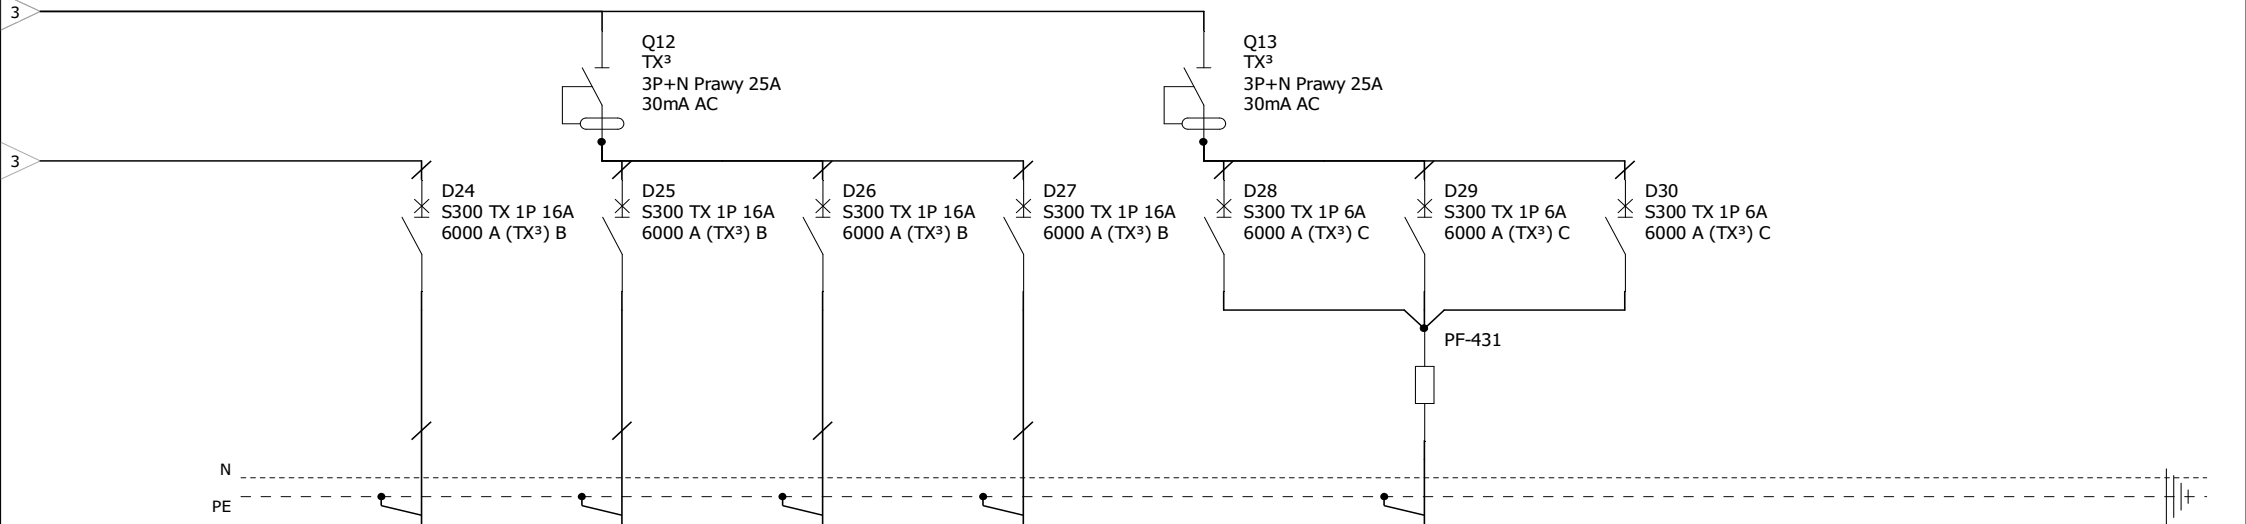 3
Q12
TX³
3P+N Prawy 25A
30mA AC
Q13
TX³
3P+N Prawy 25A
30mA AC
3
D24
S300 TX 1P 16A
6000 A (TX³) B
D25
S300 TX 1P 16A
6000 A (TX³) B
D26
S300 TX 1P 16A
6000 A (TX³) B
D27
S300 TX 1P 16A
6000 A (TX³) B
D28
S300 TX 1P 6A
6000 A (TX³) C
D29
S300 TX 1P 6A
6000 A (TX³) C
D30
S300 TX 1P 6A
6000 A (TX³) C
PF-431
N
PE